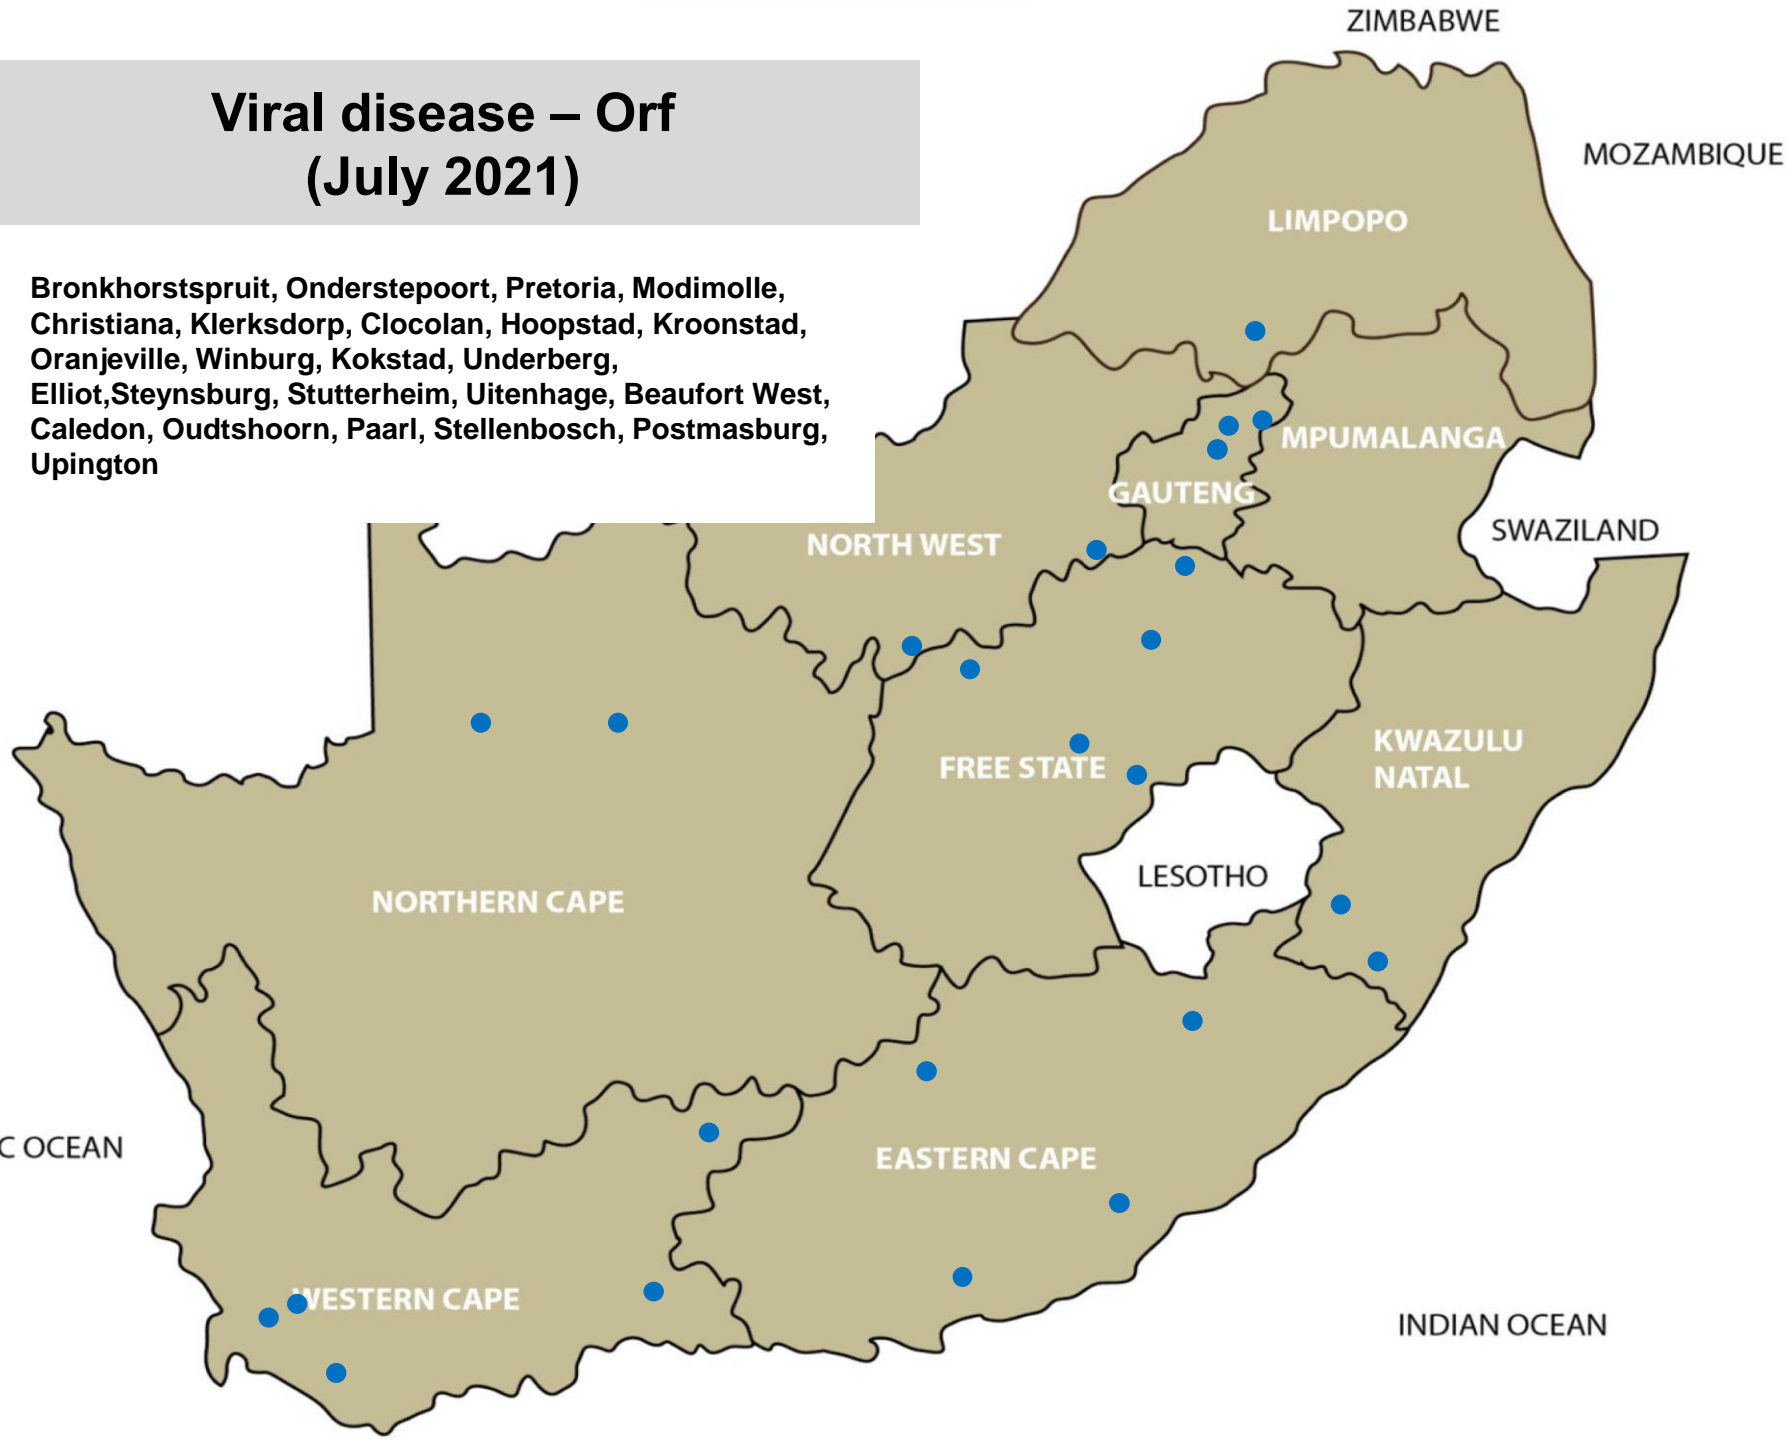 ZIMBABWE
Viral disease – Orf
(July 2021)
MOZAMBIQUE
LIMPOPO
Bronkhorstspruit, Onderstepoort, Pretoria, Modimolle,
Christiana, Klerksdorp, Clocolan, Hoopstad, Kroonstad,
Oranjeville, Winburg, Kokstad, Underberg,
Elliot,Steynsburg, Stutterheim, Uitenhage, Beaufort West,
Caledon, Oudtshoorn, Paarl, Stellenbosch, Postmasburg,
Upington
MPUMALANGA
GAUTENG
SWAZILAND
NORTH WEST
KWAZULU
NATAL
FREE STATE
LESOTHO
NORTHERN CAPE
C OCEAN
EASTERN CAPE
WESTERN CAPE
INDIAN OCEAN